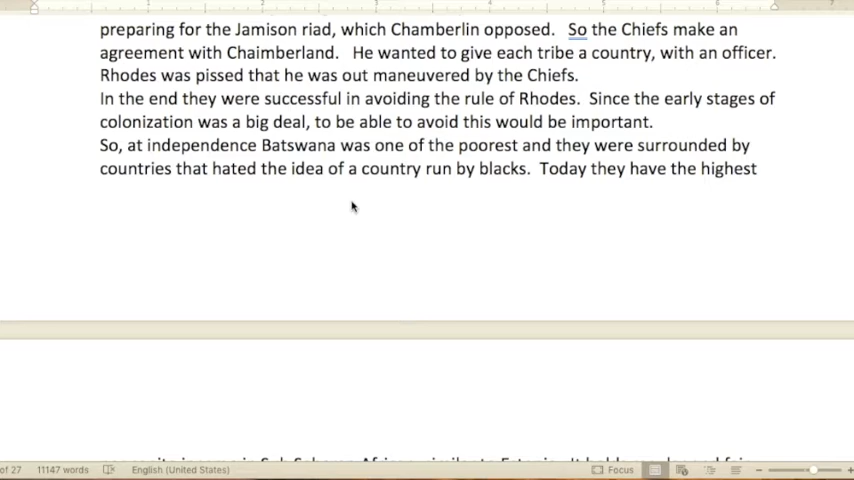 preparing for the Jamison riad, which Chamberlin opposed.   So the Chiefs make an
agreement with Chaimberland.   He wanted to give each tribe a country, with an officer.
Rhodes was pissed that he was out maneuvered by the Chiefs.
In the end they were successful in avoiding the rule of Rhodes.  Since the early stages of
colonization was a big deal, to be able to avoid this would be important.
So, at independence Batswana was one of the poorest and they were surrounded by
countries that hated the idea of a country run by blacks.  Today they have the highest
of 27 11147 words English (United States) Focus